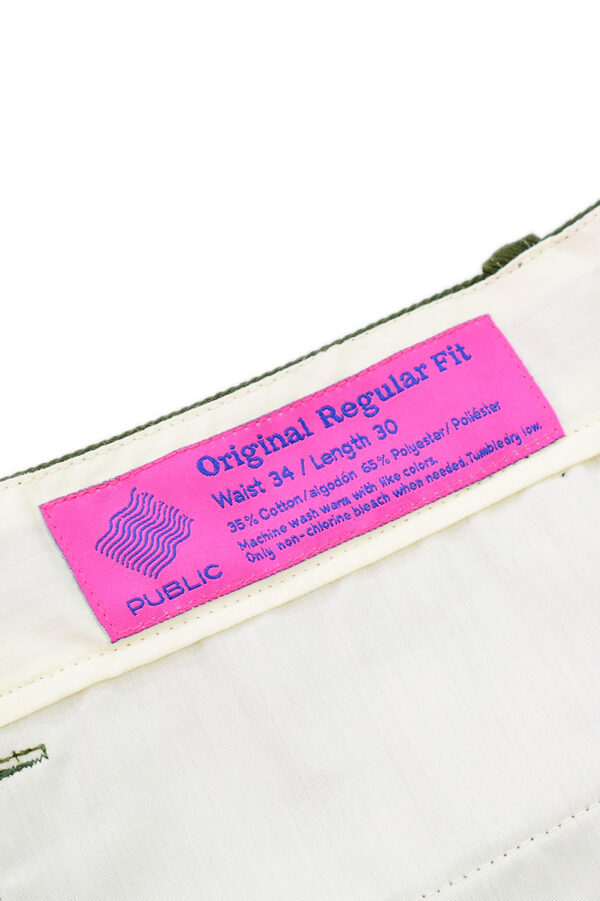 Original Regular Fit
Waist 34 / Length 30
35% Cotton/algodón 65% Polyester/Poliéster
Machine wash warm with like colors.
Only non-chlorine bleach when needed. Tumble dry low.
PUBLIC